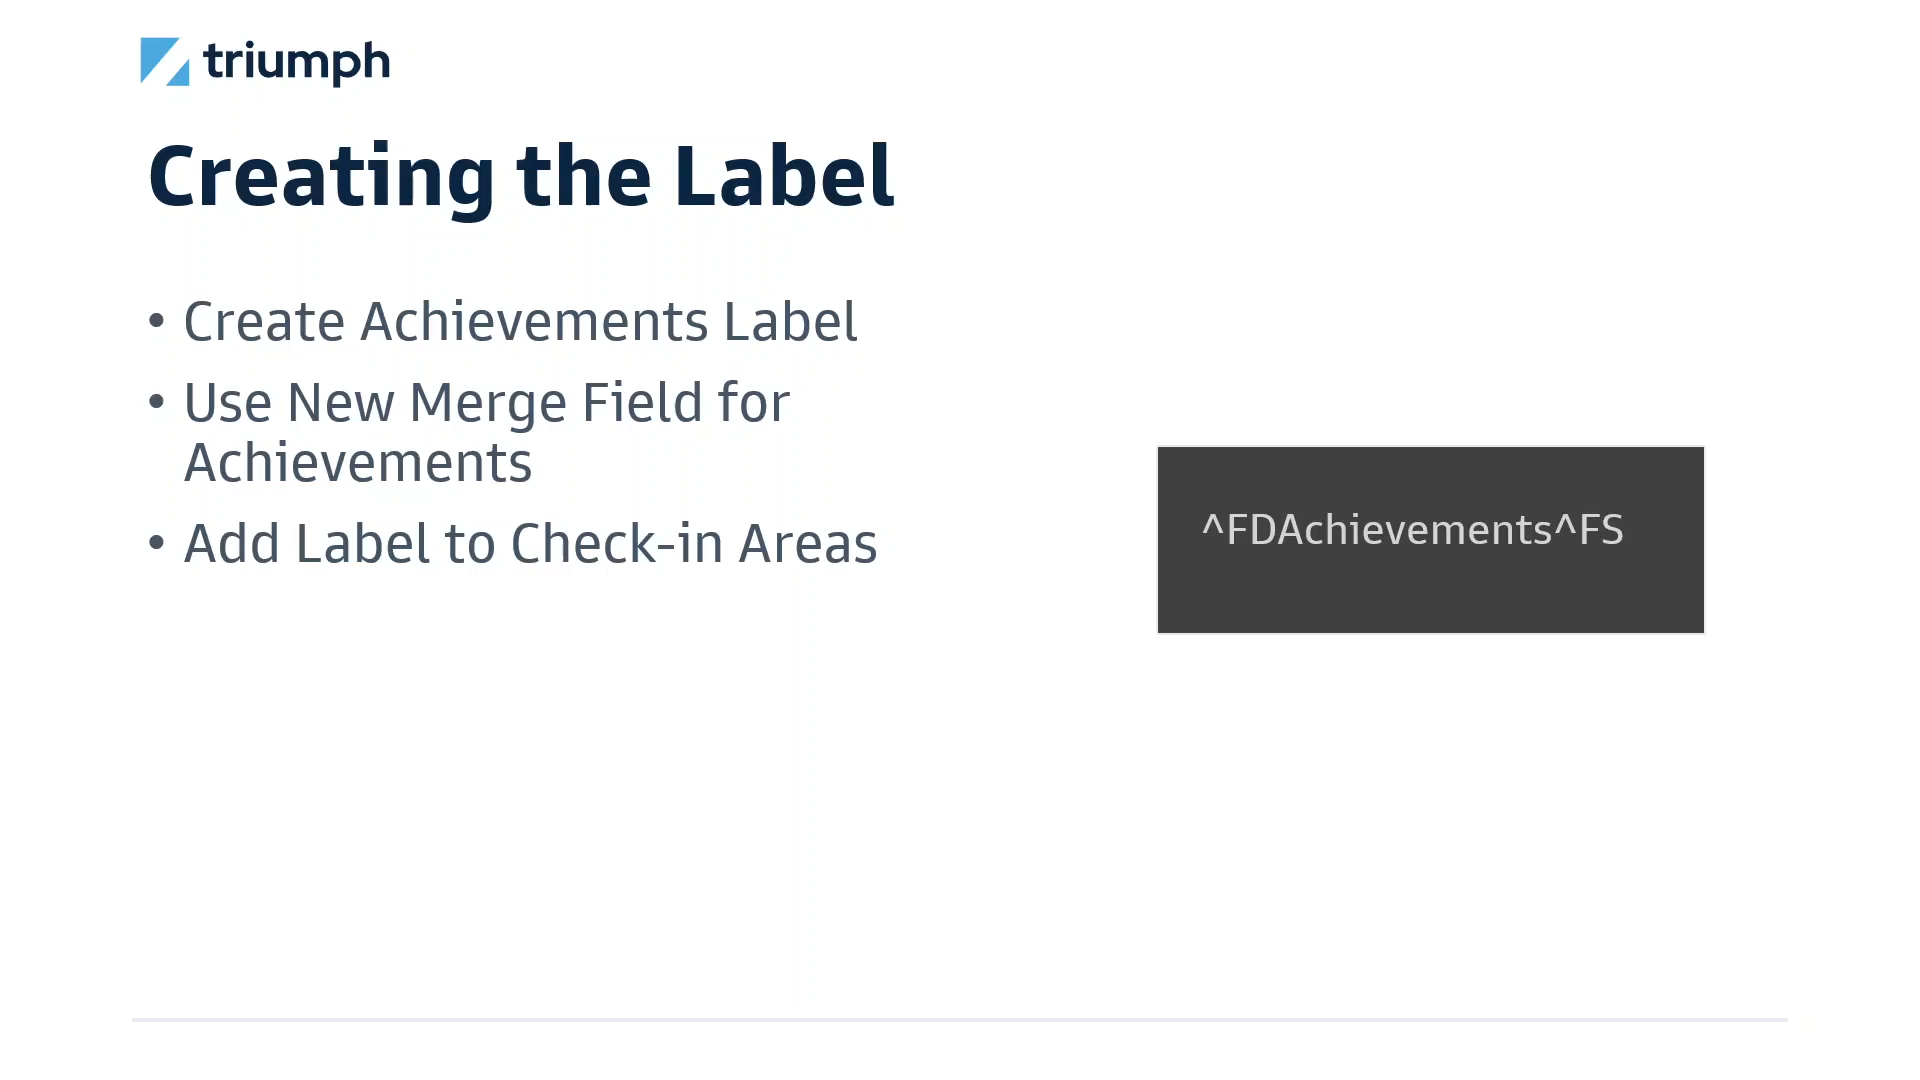 triumph
Creating the Label
• Create Achievements Label
• Use New Merge Field for
Achievements
• Add Label to Check-in Areas
^FDAchievements^FS